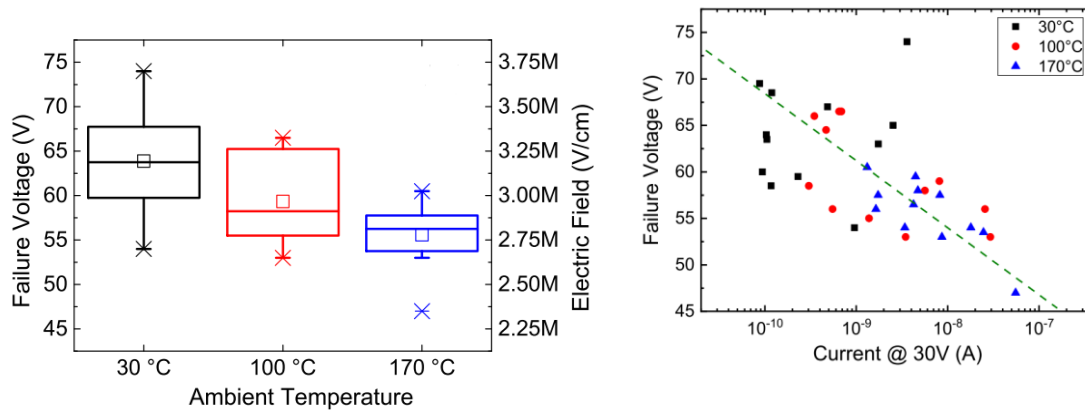 75
70
65
60
55
50
45
Failure Voltage (V)
3.75M
3.50M
3.25M
3.00M
2.75M
2.50M
2.25M
Electric Field (V/cm)
30 °C
100 °C
170 °C
Ambient Temperature
75
70
65
60
55
50
45
Failure Voltage (V)
30°C
100°C
170°C
10⁻¹⁰
10⁻⁹
10⁻⁸
10⁻⁷
Current @ 30V (A)